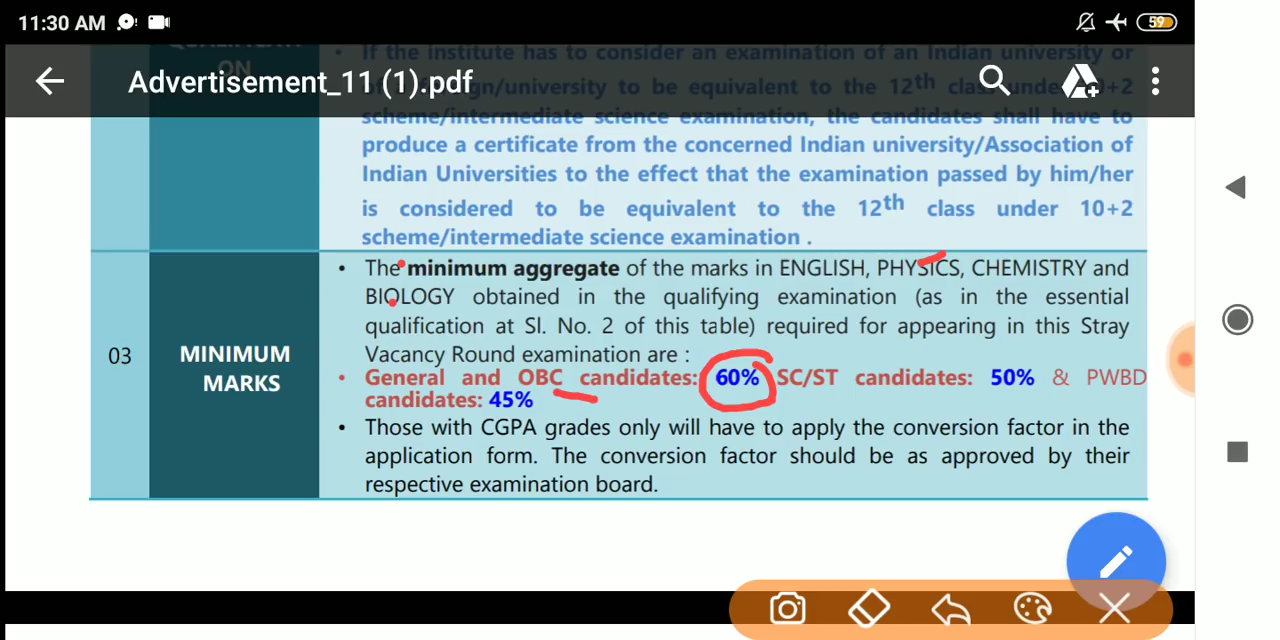 11:30 AM
59
Advertisement_11 (1).pdf
QUALIFICATI
ON
• If the institute has to consider an examination of an Indian university or
university to be equivalent to the 12th
scheme/intermediate science examination, the candidates shall have to
produce a certificate from the concerned Indian university/Association of
Indian Universities to the effect that the examination passed by him/her
is considered to be equivalent to the 12th class under 10+2
scheme/intermediate science examination .
03
MINIMUM
MARKS
• The minimum aggregate of the marks in ENGLISH, PHYSICS, CHEMISTRY and
BIOLOGY obtained in the qualifying examination (as in the essential
qualification at Sl. No. 2 of this table) required for appearing in this Stray
Vacancy Round examination are :
• General and OBC candidates: 60% SC/ST candidates: 50% & PWBD
candidates: 45%
• Those with CGPA grades only will have to apply the conversion factor in the
application form. The conversion factor should be as approved by their
respective examination board.